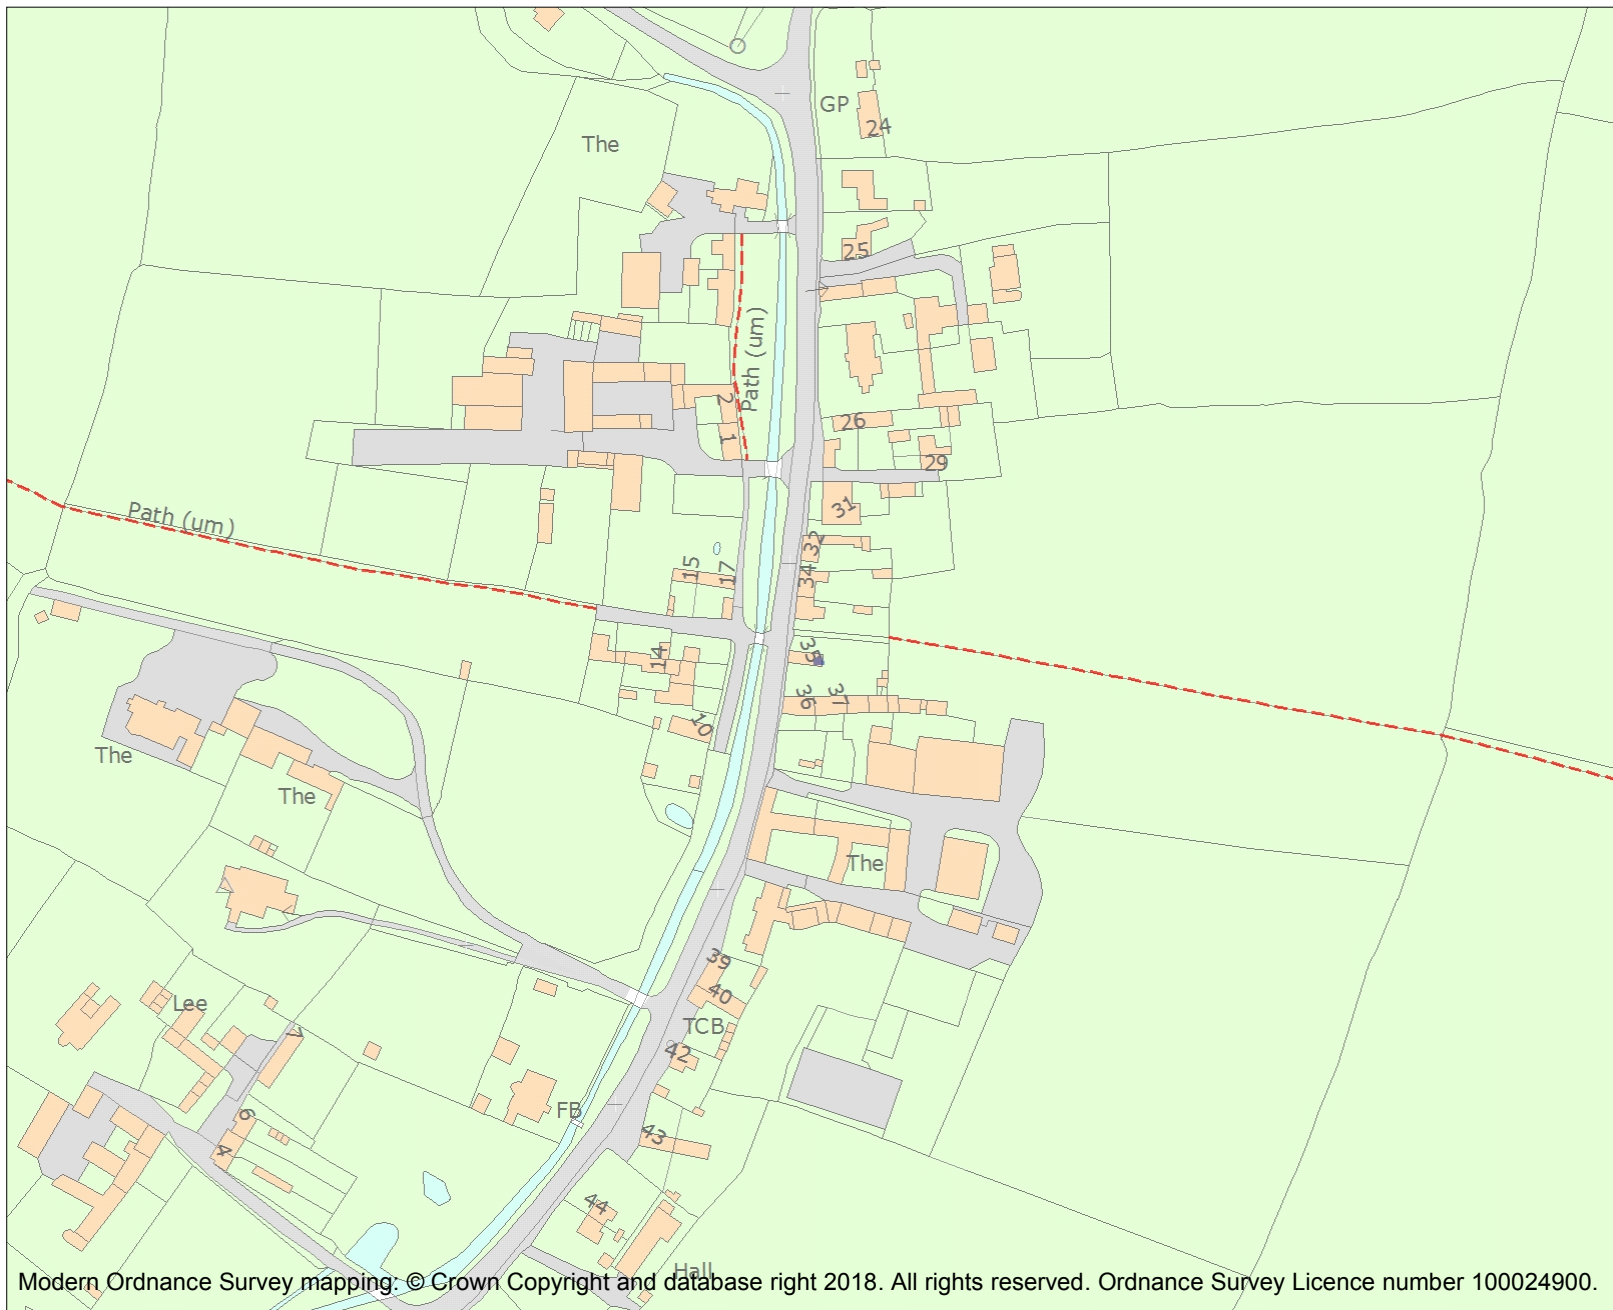 GP
24
The
25
Path (um)
2
1
26
29
31
Path (um)
32
15
17
34
14
35
36
37
10
The
The
The
39
Lee
40
7
TCB
42
FB
6
43
4
44
Hall
Modern Ordnance Survey mapping: © Crown Copyright and database right 2018. All rights reserved. Ordnance Survey Licence number 100024900.